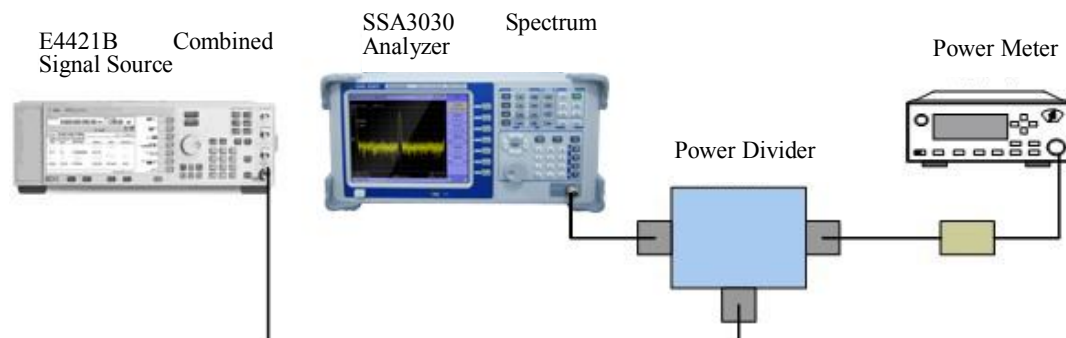 E4421B Combined
Signal Source
SSA3030 Spectrum
Analyzer
Power Meter
Power Divider